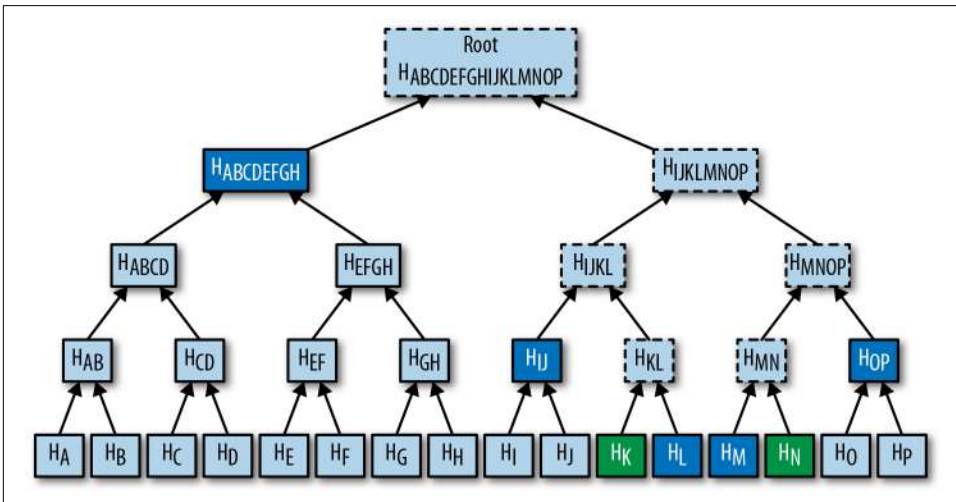 Root
HABCDEFGHIJKLMNOP
HABCDEFGH HIJKLMNOP
HABCD HEFGH HIJKL HMNOP
HAB HCD HEF HGH HIJ HKL HMN HOP
HA HB HC HD HE HF HG HH HI HJ HK HL HM HN HO HP